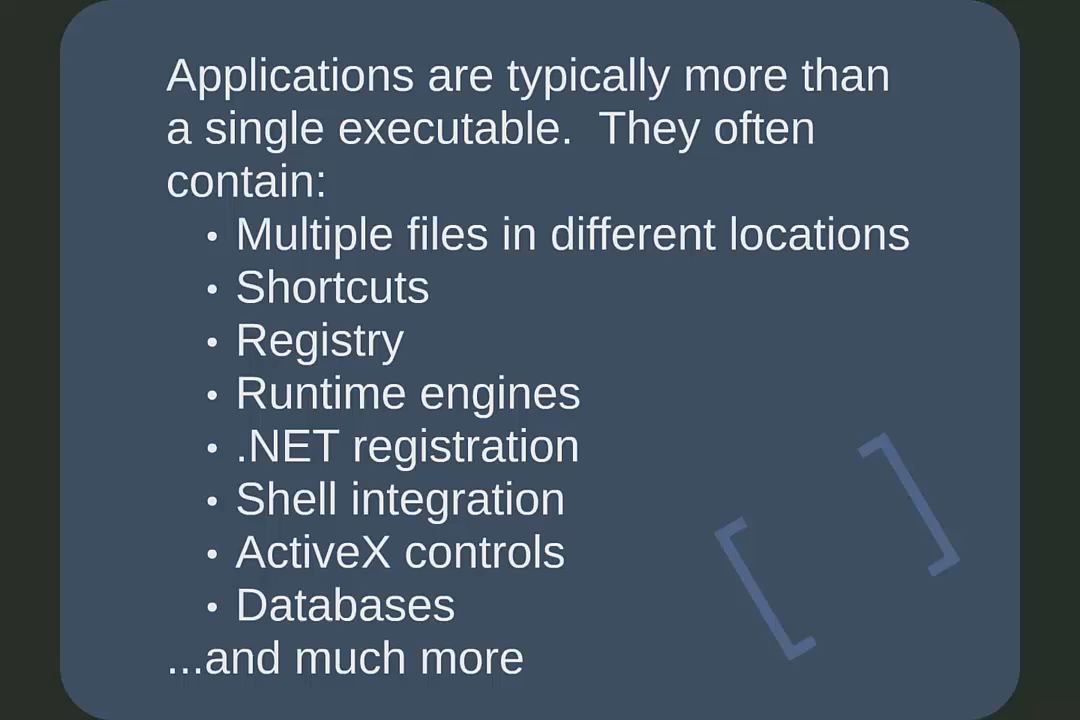 Applications are typically more than
a single executable.  They often
contain:
• Multiple files in different locations
• Shortcuts
• Registry
• Runtime engines
• .NET registration
• Shell integration
• ActiveX controls
• Databases
...and much more
[ ]